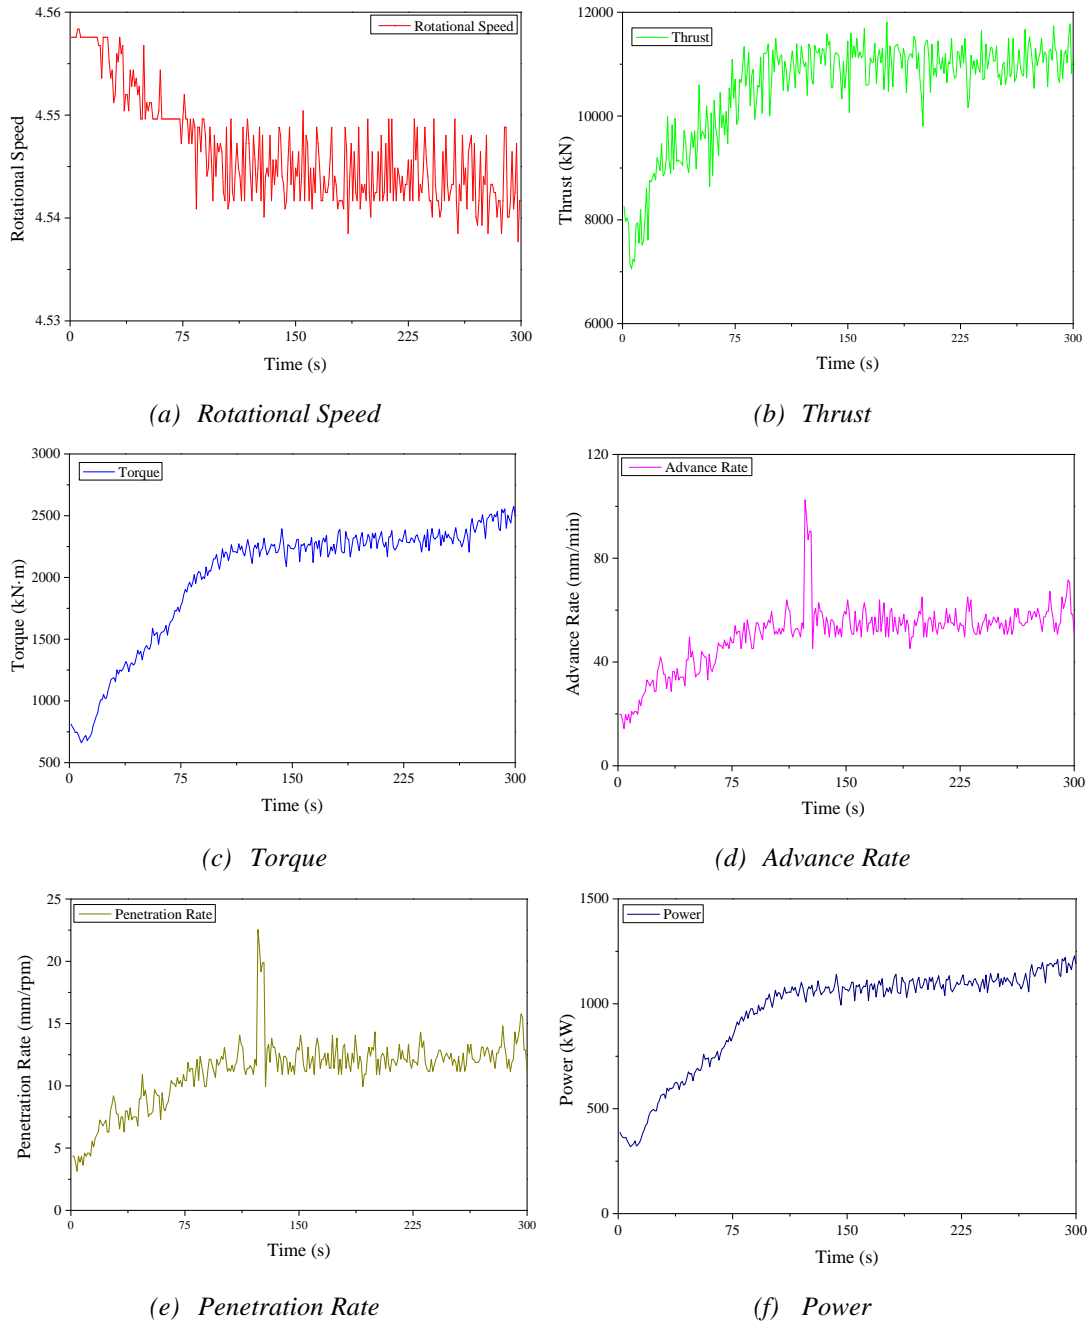 4.56
4.55
4.54
4.53
Rotational Speed
Rotational Speed
0 75 150 225 300
Time (s)
(a) Rotational Speed
12000
10000
8000
6000
Thrust (kN)
Thrust
0 75 150 225 300
Time (s)
(b) Thrust
3000
2500
2000
1500
1000
500
Torque (kN·m)
Torque
0 75 150 225 300
Time (s)
(c) Torque
120
80
40
0
Advance Rate (mm/min)
Advance Rate
0 75 150 225 300
Time (s)
(d) Advance Rate
25
20
15
10
5
0
Penetration Rate (mm/rpm)
Penetration Rate
0 75 150 225 300
Time (s)
(e) Penetration Rate
1500
1000
500
0
Power (kW)
Power
0 75 150 225 300
Time (s)
(f) Power